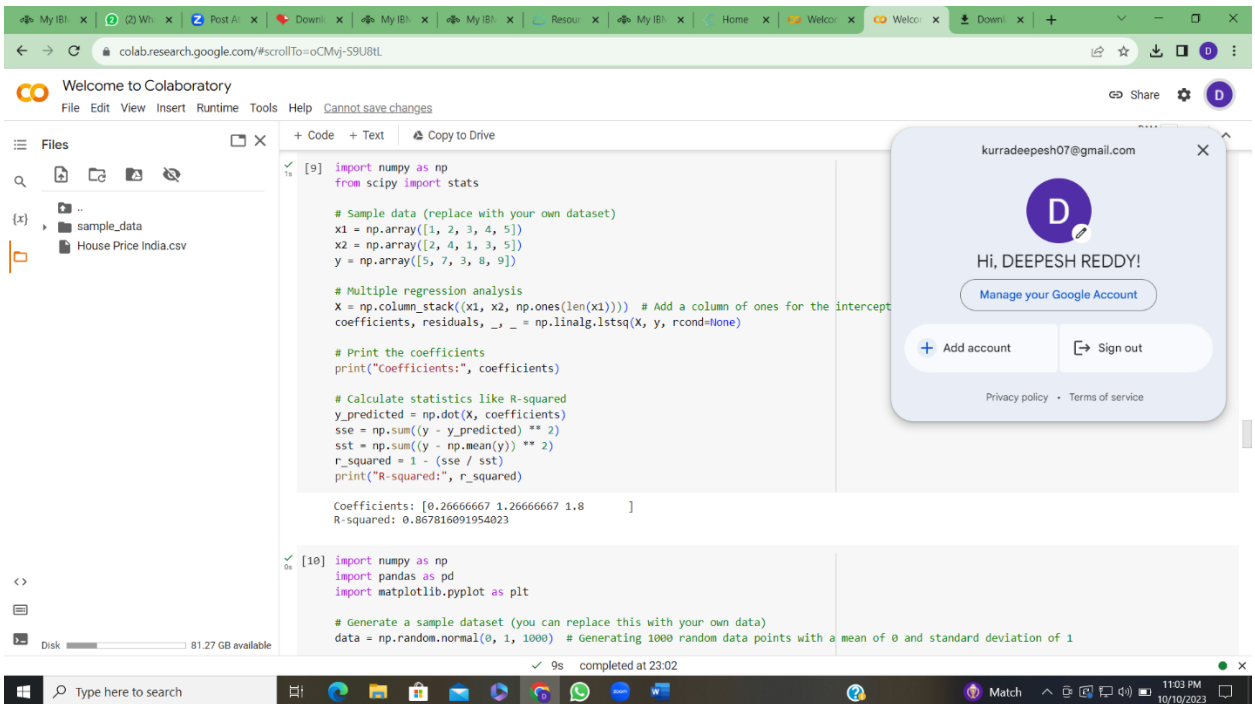 My IBM
(2) Wh
Post A
Downl
My IBM
My IBM
Resour
My IBM
Home
Welcor
Welcor
Downl
colab.research.google.com/#scrollTo=oCMvj-S9U8tL
D
CO
Welcome to Colaboratory
File Edit View Insert Runtime Tools Help Cannot save changes
Share
D
Files
+ Code + Text Copy to Drive
..
sample_data
House Price India.csv
{x}
1s
[9] import numpy as np
from scipy import stats
# Sample data (replace with your own dataset)
x1 = np.array([1, 2, 3, 4, 5])
x2 = np.array([2, 4, 1, 3, 5])
y = np.array([5, 7, 3, 8, 9])
# Multiple regression analysis
X = np.column_stack((x1, x2, np.ones(len(x1)))) # Add a column of ones for the intercept
coefficients, residuals, _, _ = np.linalg.lstsq(X, y, rcond=None)
# Print the coefficients
print("Coefficients:", coefficients)
# Calculate statistics like R-squared
y_predicted = np.dot(X, coefficients)
sse = np.sum((y - y_predicted) ** 2)
sst = np.sum((y - np.mean(y)) ** 2)
r_squared = 1 - (sse / sst)
print("R-squared:", r_squared)
Coefficients: [0.26666667 1.26666667 1.8 ]
R-squared: 0.867816091954023
0s
[10] import numpy as np
import pandas as pd
import matplotlib.pyplot as plt
# Generate a sample dataset (you can replace this with your own data)
data = np.random.normal(0, 1, 1000) # Generating 1000 random data points with a mean of 0 and standard deviation of 1
kurradeepesh07@gmail.com
D
Hi, DEEPESH REDDY!
Manage your Google Account
+ Add account
Sign out
Privacy policy • Terms of service
Disk 81.27 GB available
9s completed at 23:02
Type here to search
zoom
Match
11:03 PM
10/10/2023